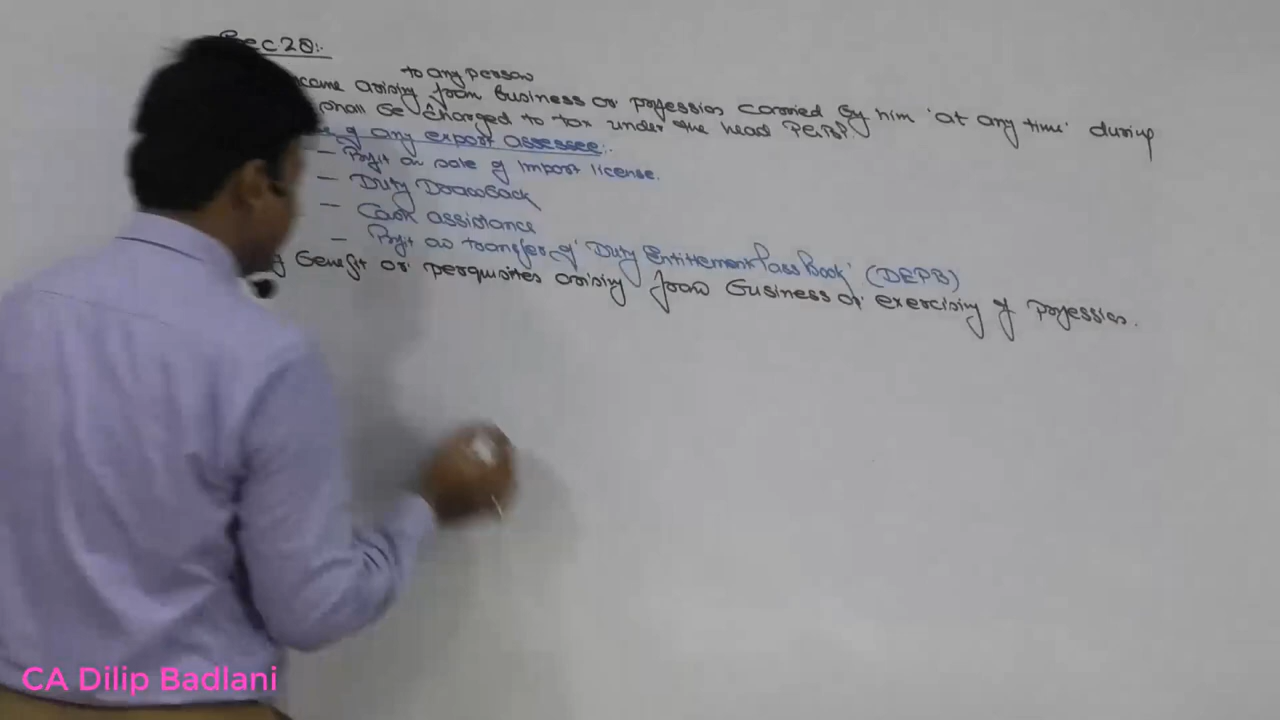 Sec 28:-
to any person
arising from business or profession carried by him 'at any time' during
shall be charged to tax under the head PGBP.
of any export assessee:-
- Profit on sale of import license.
- Duty Drawback
- Cash assistance
- Profit on transfer of 'Duty Entitlement Pass Book' (DEPB)
benefit or perquisites arising from business or exercising of profession.
CA Dilip Badlani